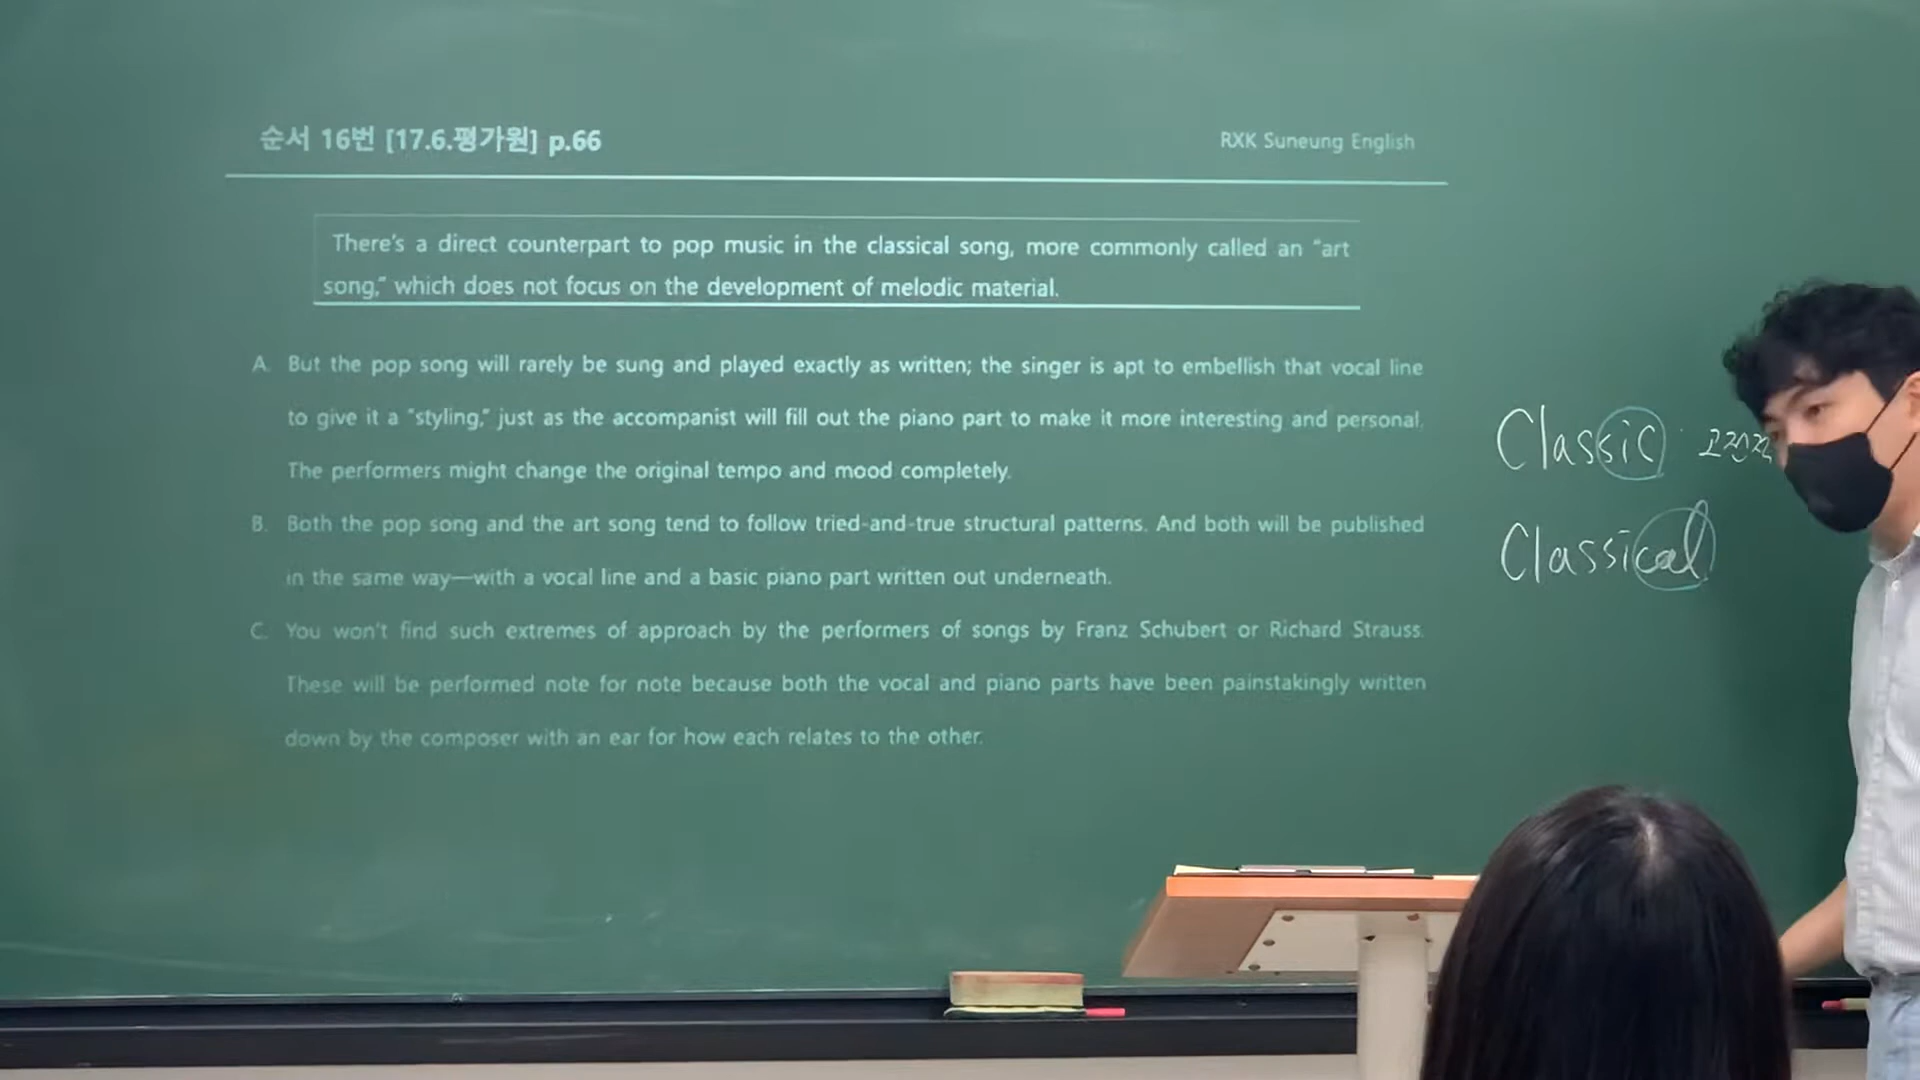 순서 16번 [17.6.평가원] p.66
RXK Suneung English
There's a direct counterpart to pop music in the classical song, more commonly called an "art
song," which does not focus on the development of melodic material.
A. But the pop song will rarely be sung and played exactly as written; the singer is apt to embellish that vocal line
to give it a "styling," just as the accompanist will fill out the piano part to make it more interesting and personal.
The performers might change the original tempo and mood completely.
B. Both the pop song and the art song tend to follow tried-and-true structural patterns. And both will be published
in the same way—with a vocal line and a basic piano part written out underneath.
C. You won't find such extremes of approach by the performers of songs by Franz Schubert or Richard Strauss.
These will be performed note for note because both the vocal and piano parts have been painstakingly written
down by the composer with an ear for how each relates to the other.
Classic
Classical